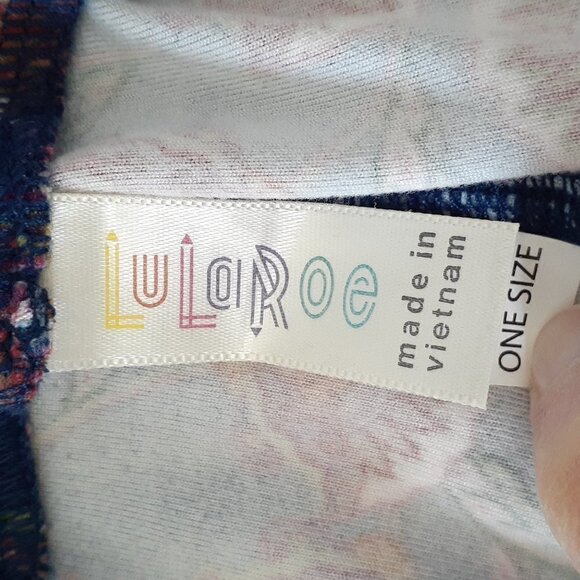 LuLaRoe
made in
vietnam
ONE SIZE